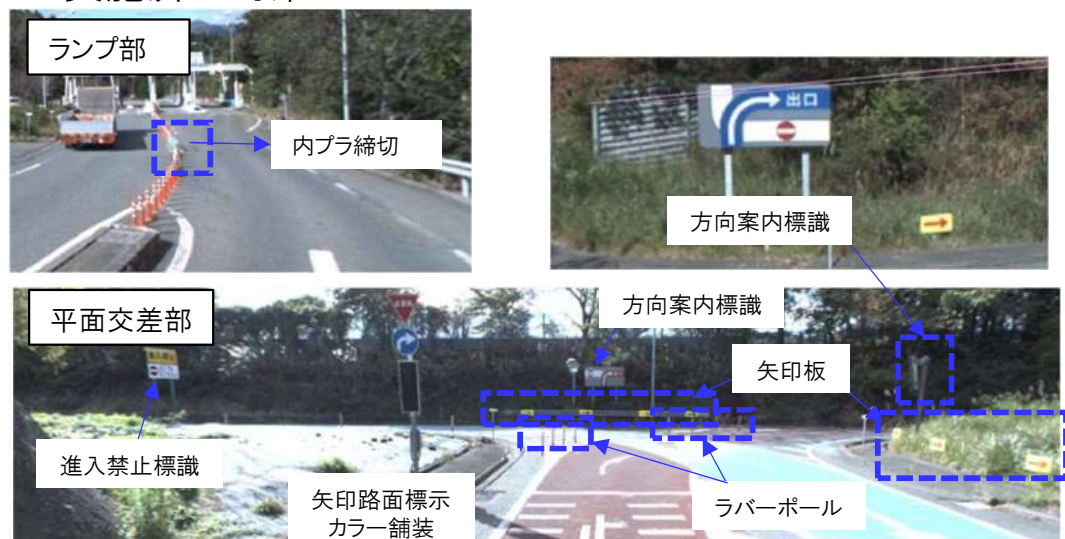 ランプ部
内プラ締切
出口
方向案内標識
平面交差部
方向案内標識
矢印板
進入禁止標識
矢印路面標示
カラー舗装
ラバーポール